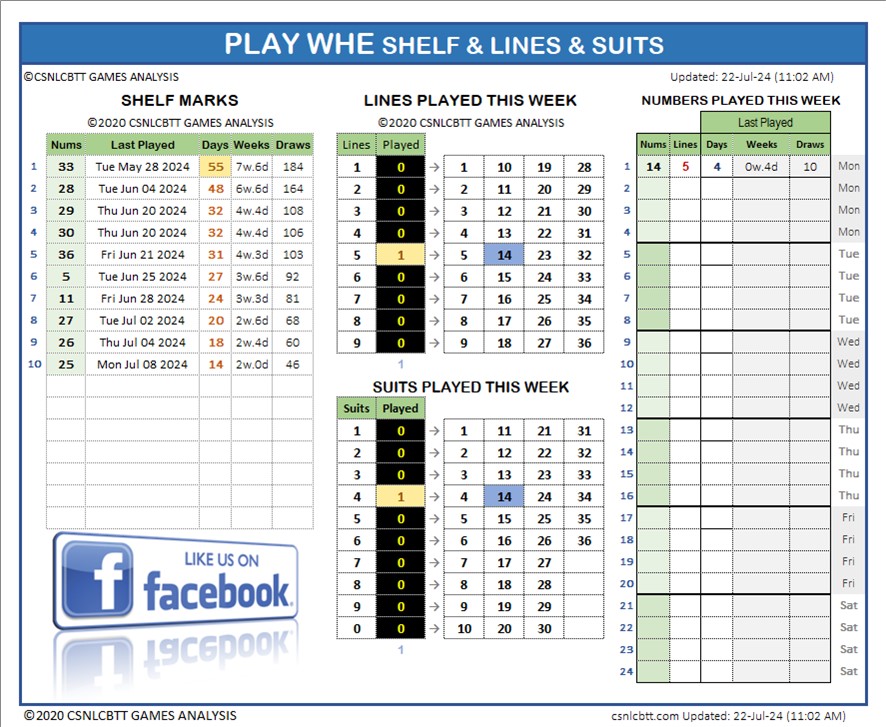 PLAY WHE SHELF & LINES & SUITS
©CSNLCBTT GAMES ANALYSIS
Updated: 22-Jul-24 (11:02 AM)
SHELF MARKS
©2020 CSNLCBTT GAMES ANALYSIS
Nums Last Played Days Weeks Draws
1 33 Tue May 28 2024 55 7w.6d 184
2 28 Tue Jun 04 2024 48 6w.6d 164
3 29 Thu Jun 20 2024 32 4w.4d 108
4 30 Thu Jun 20 2024 32 4w.4d 106
5 36 Fri Jun 21 2024 31 4w.3d 103
6 5 Tue Jun 25 2024 27 3w.6d 92
7 11 Fri Jun 28 2024 24 3w.3d 81
8 27 Tue Jul 02 2024 20 2w.6d 68
9 26 Thu Jul 04 2024 18 2w.4d 60
10 25 Mon Jul 08 2024 14 2w.0d 46
LIKE US ON
facebook
LINES PLAYED THIS WEEK
©2020 CSNLCBTT GAMES ANALYSIS
Lines Played
1 0 → 1 10 19 28
2 0 → 2 11 20 29
3 0 → 3 12 21 30
4 0 → 4 13 22 31
5 1 → 5 14 23 32
6 0 → 6 15 24 33
7 0 → 7 16 25 34
8 0 → 8 17 26 35
9 0 → 9 18 27 36
1
SUITS PLAYED THIS WEEK
Suits Played
1 0 → 1 11 21 31
2 0 → 2 12 22 32
3 0 → 3 13 23 33
4 1 → 4 14 24 34
5 0 → 5 15 25 35
6 0 → 6 16 26 36
7 0 → 7 17 27
8 0 → 8 18 28
9 0 → 9 19 29
0 0 → 10 20 30
1
NUMBERS PLAYED THIS WEEK
Last Played
Nums Lines Days Weeks Draws
1 14 5 4 0w.4d 10 Mon
2 Mon
3 Mon
4 Mon
5 Tue
6 Tue
7 Tue
8 Tue
9 Wed
10 Wed
11 Wed
12 Wed
13 Thu
14 Thu
15 Thu
16 Thu
17 Fri
18 Fri
19 Fri
20 Fri
21 Sat
22 Sat
23 Sat
24 Sat
©2020 CSNLCBTT GAMES ANALYSIS
csnlcbtt.com Updated: 22-Jul-24 (11:02 AM)